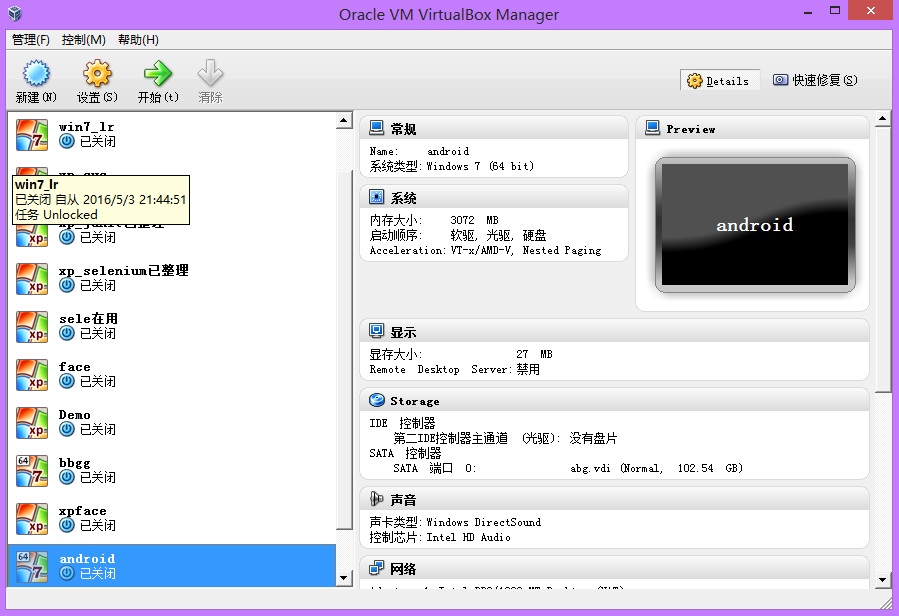 Oracle VM VirtualBox Manager
管理(F) 控制(M) 帮助(H)
新建(N) 设置(S) 开始(t) 清除
Details 快速修复(S)
win7_lr
已关闭
win7_lr
已关闭 自从 2016/5/3 21:44:51
任务 Unlocked
已关闭
xp_selenium已整理
已关闭
sele在用
已关闭
face
已关闭
Demo
已关闭
bbgg
已关闭
xpface
已关闭
android
已关闭
常规
Name: android
系统类型: Windows 7 (64 bit)
系统
内存大小: 3072 MB
启动顺序: 软驱, 光驱, 硬盘
Acceleration: VT-x/AMD-V, Nested Paging
Preview
android
显示
显存大小: 27 MB
Remote Desktop Server: 禁用
Storage
IDE 控制器
第二IDE控制器主通道 (光驱): 没有盘片
SATA 控制器
SATA 端口 0: abg.vdi (Normal, 102.54 GB)
声音
声卡类型: Windows DirectSound
控制芯片: Intel HD Audio
网络